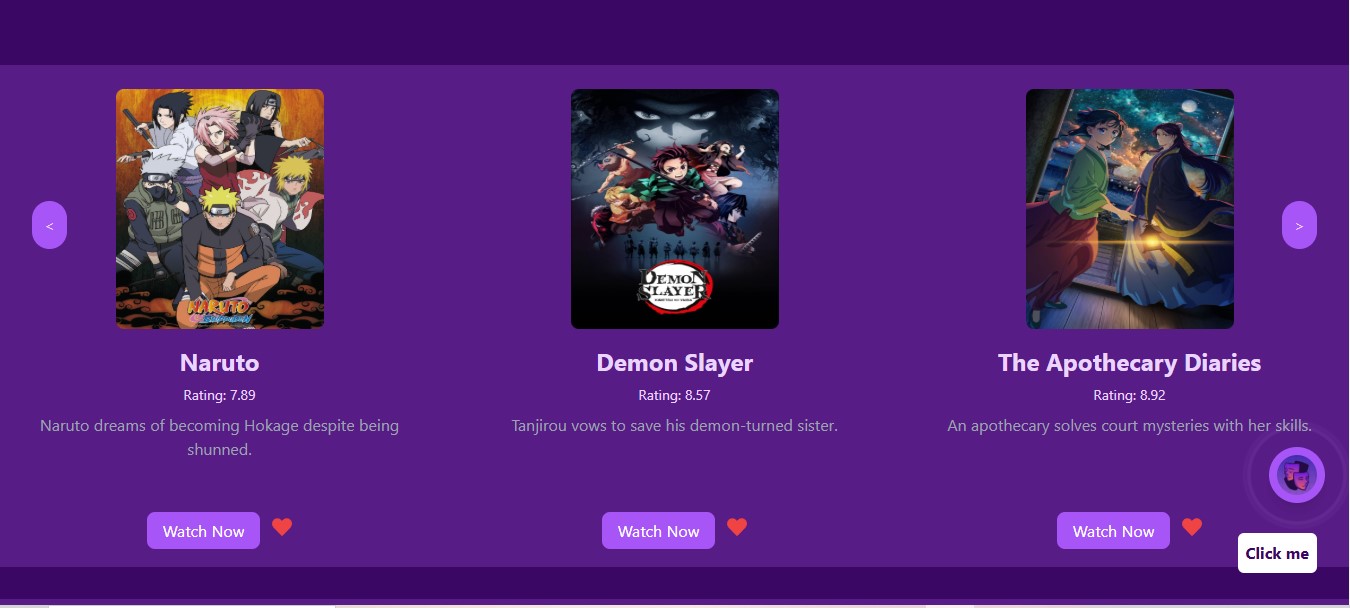 <
NARUTO
DEMON
SLAYER
>
Naruto
Demon Slayer
The Apothecary Diaries
Rating: 7.89
Rating: 8.57
Rating: 8.92
Naruto dreams of becoming Hokage despite being
shunned.
Tanjirou vows to save his demon-turned sister.
An apothecary solves court mysteries with her skills.
Watch Now
Watch Now
Watch Now
Click me